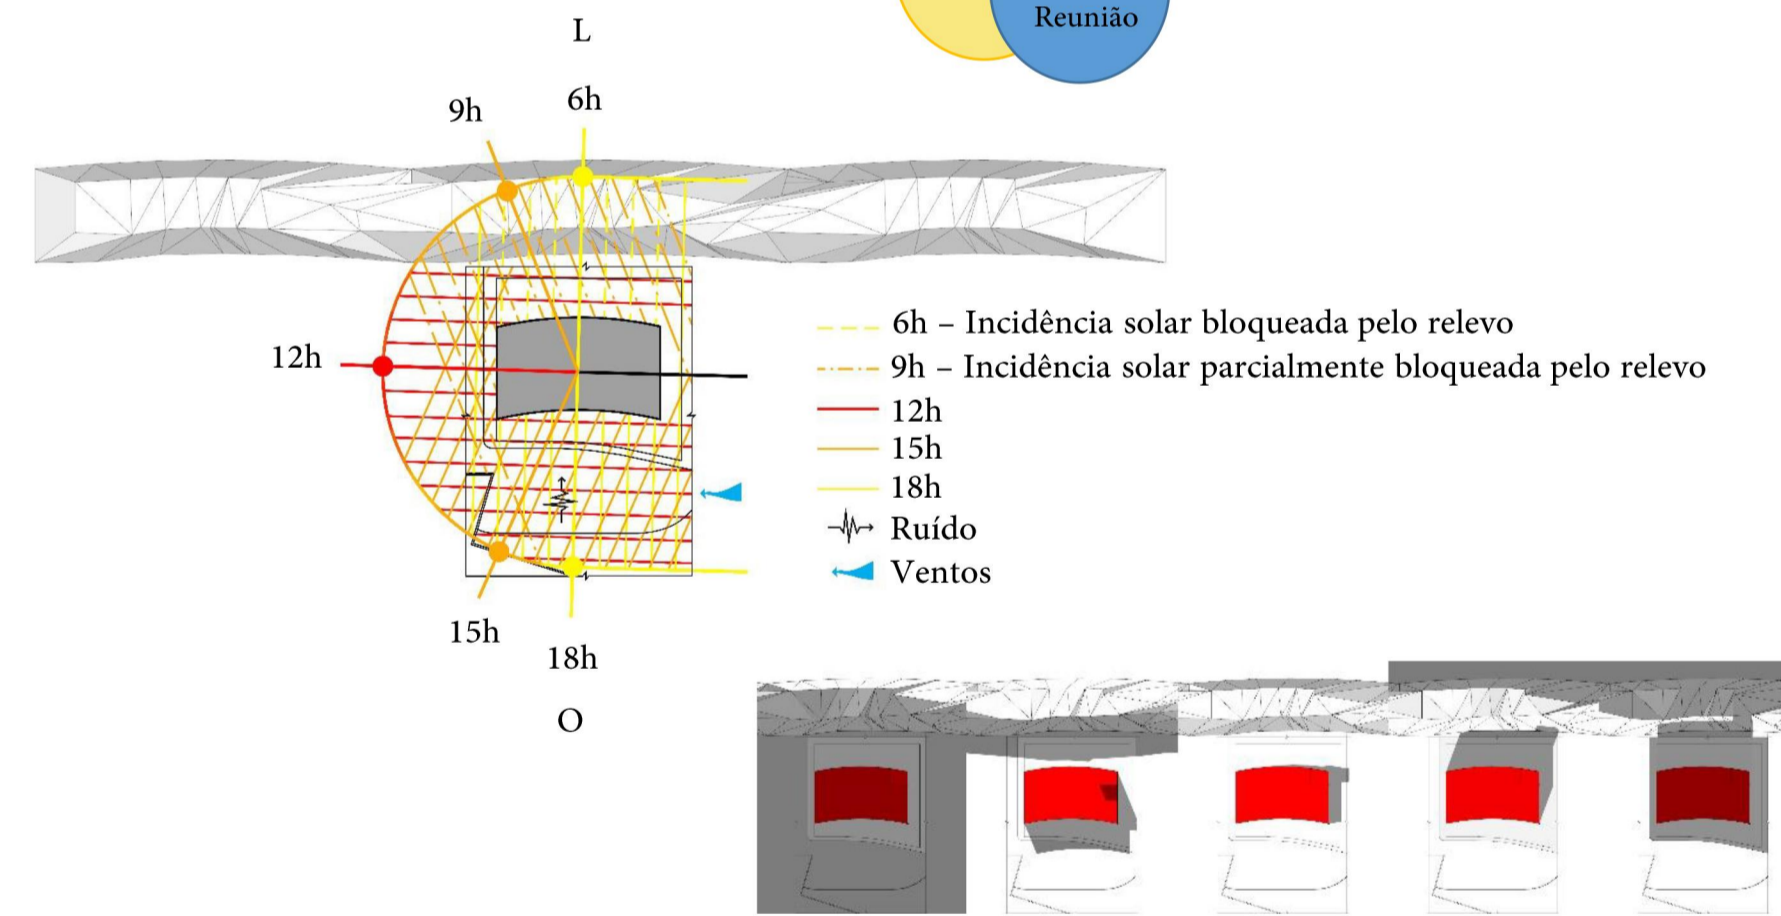 Reunião
L
6h
9h
12h
15h
18h
O
6h – Incidência solar bloqueada pelo relevo
9h – Incidência solar parcialmente bloqueada pelo relevo
12h
15h
18h
Ruído
Ventos